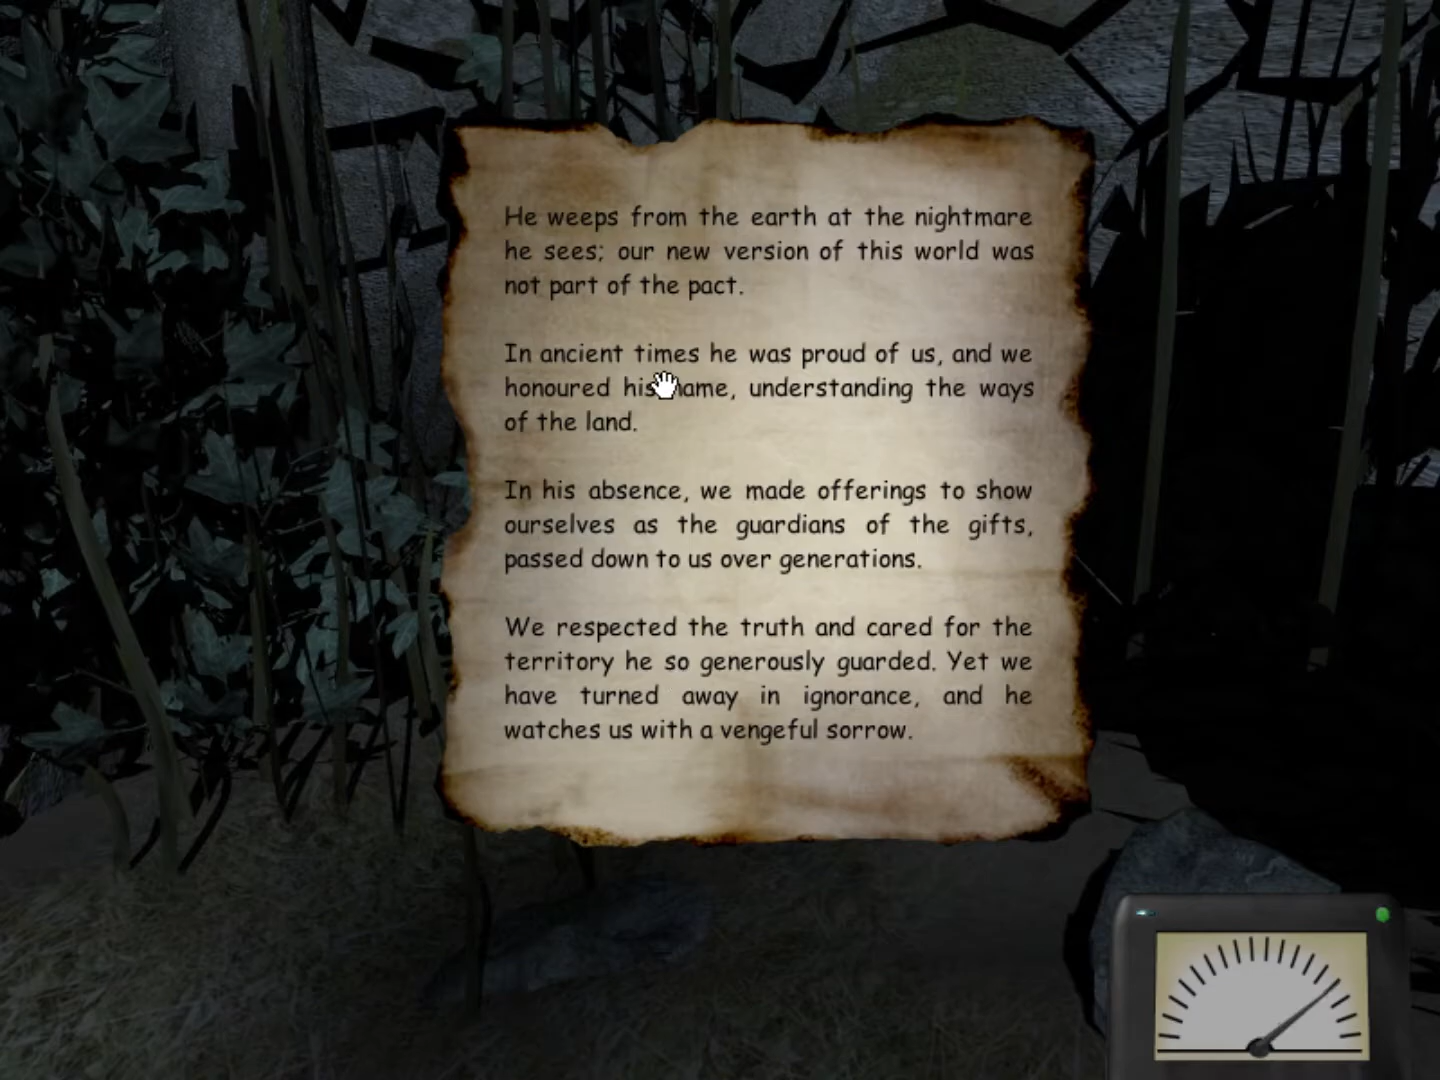 He weeps from the earth at the nightmare
he sees; our new version of this world was
not part of the pact.
In ancient times he was proud of us, and we
honoured his name, understanding the ways
of the land.
In his absence, we made offerings to show
ourselves as the guardians of the gifts,
passed down to us over generations.
We respected the truth and cared for the
territory he so generously guarded. Yet we
have turned away in ignorance, and he
watches us with a vengeful sorrow.